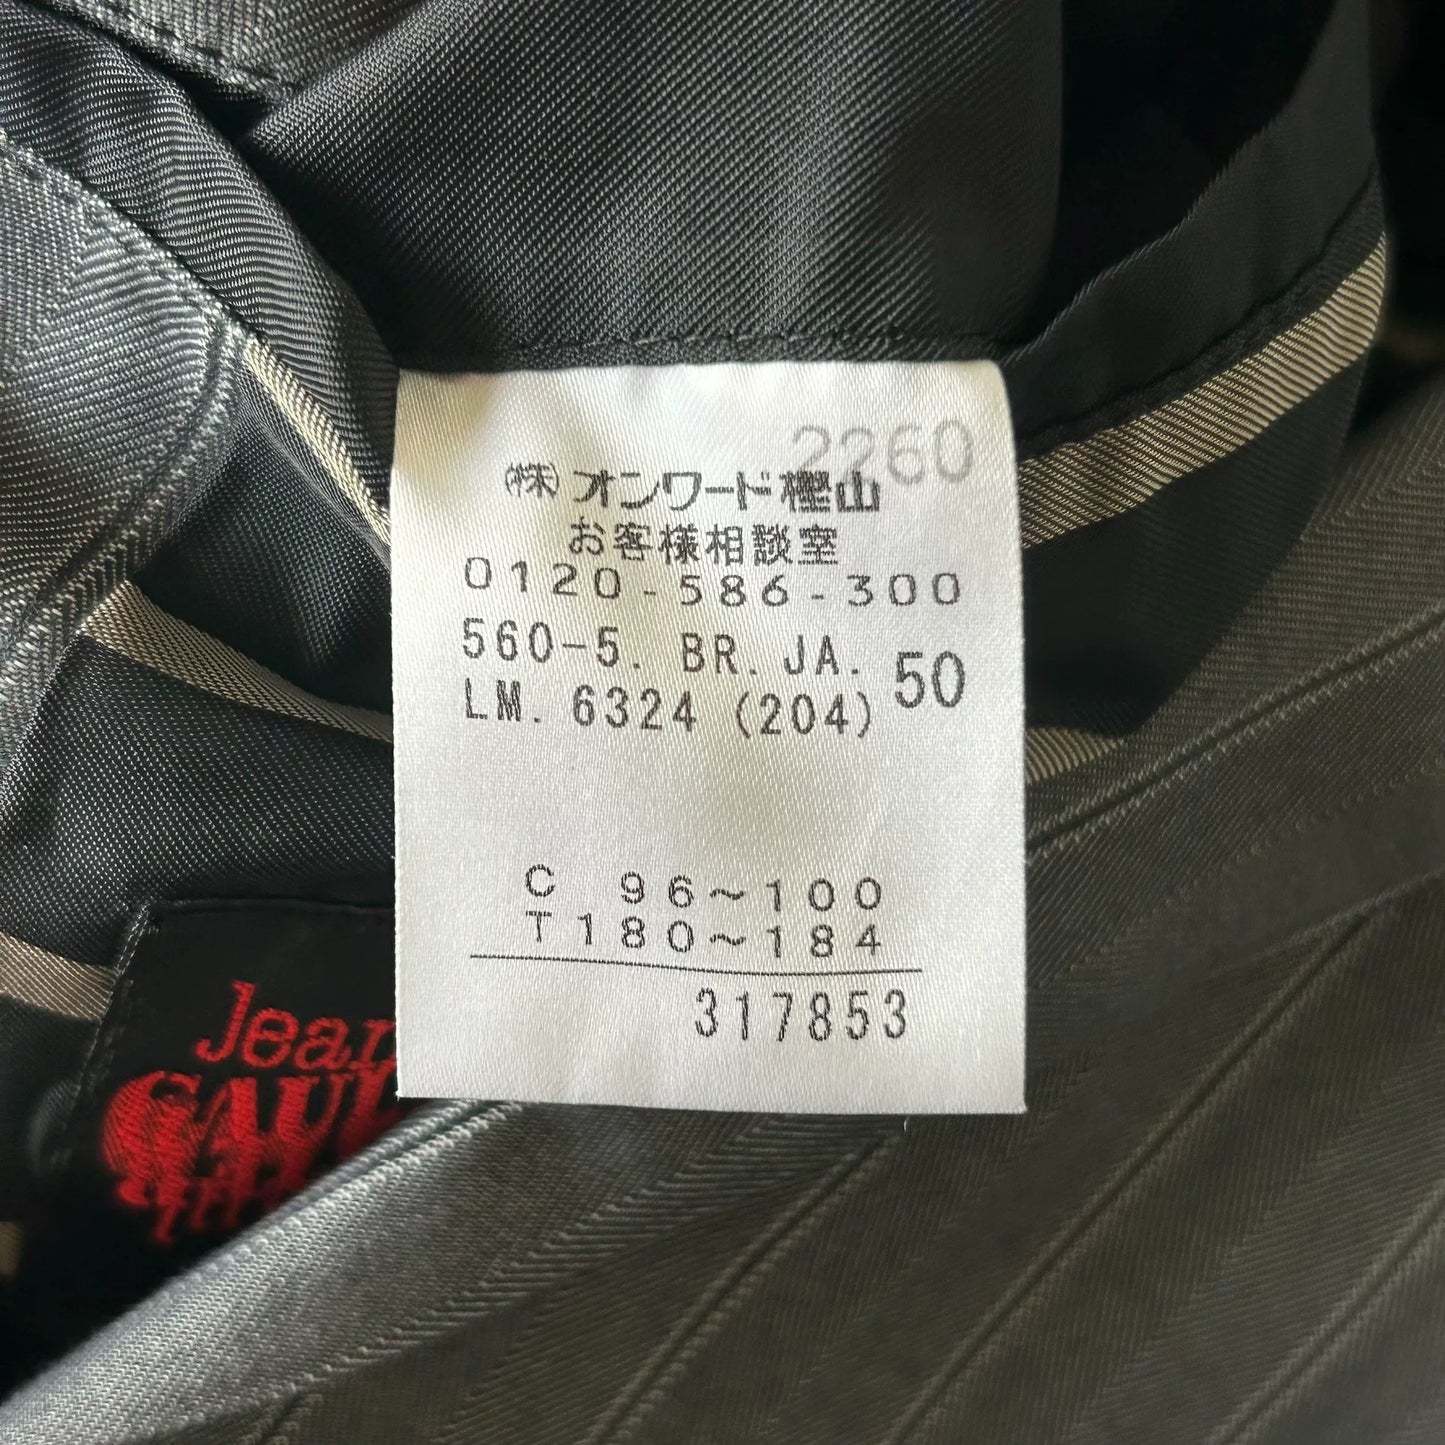 2260
(株)オンワード樫山
お客様相談室
0120-586-300
560-5. BR. JA. 50
LM. 6324 (204)
C 96~100
T180~184
317853
Jean
GAUL